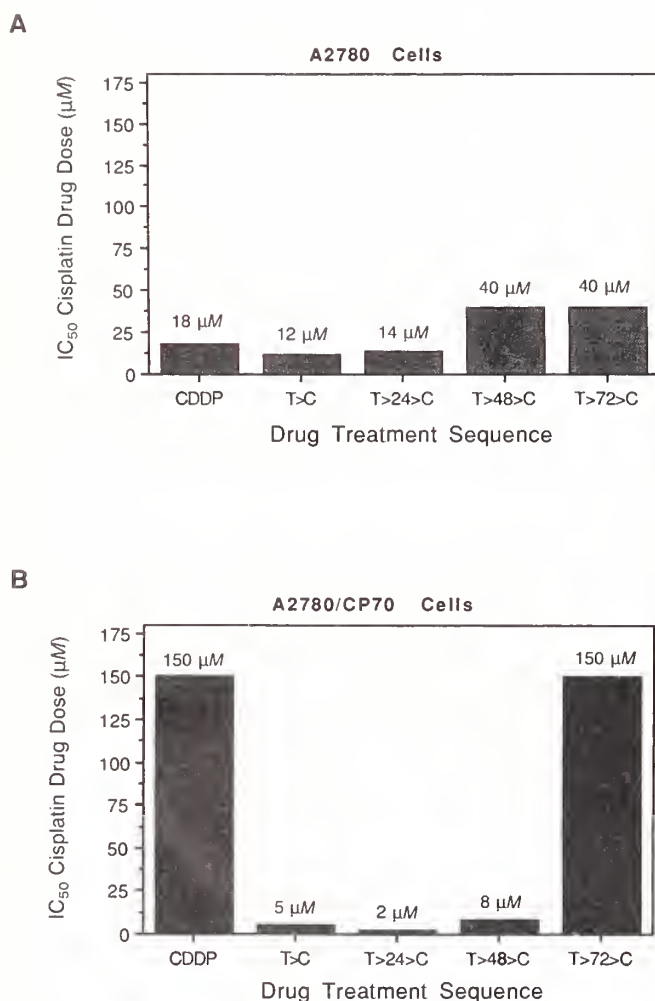 A
A2780 Cells
IC50 Cisplatin Drug Dose (µM)
175
150
125
100
75
50
25
0
18 µM
12 µM
14 µM
40 µM
40 µM
CDDP
T>C
T>24>C
T>48>C
T>72>C
Drug Treatment Sequence
B
A2780/CP70 Cells
IC50 Cisplatin Drug Dose (µM)
175
150
125
100
75
50
25
0
150 µM
5 µM
2 µM
8 µM
150 µM
CDDP
T>C
T>24>C
T>48>C
T>72>C
Drug Treatment Sequence